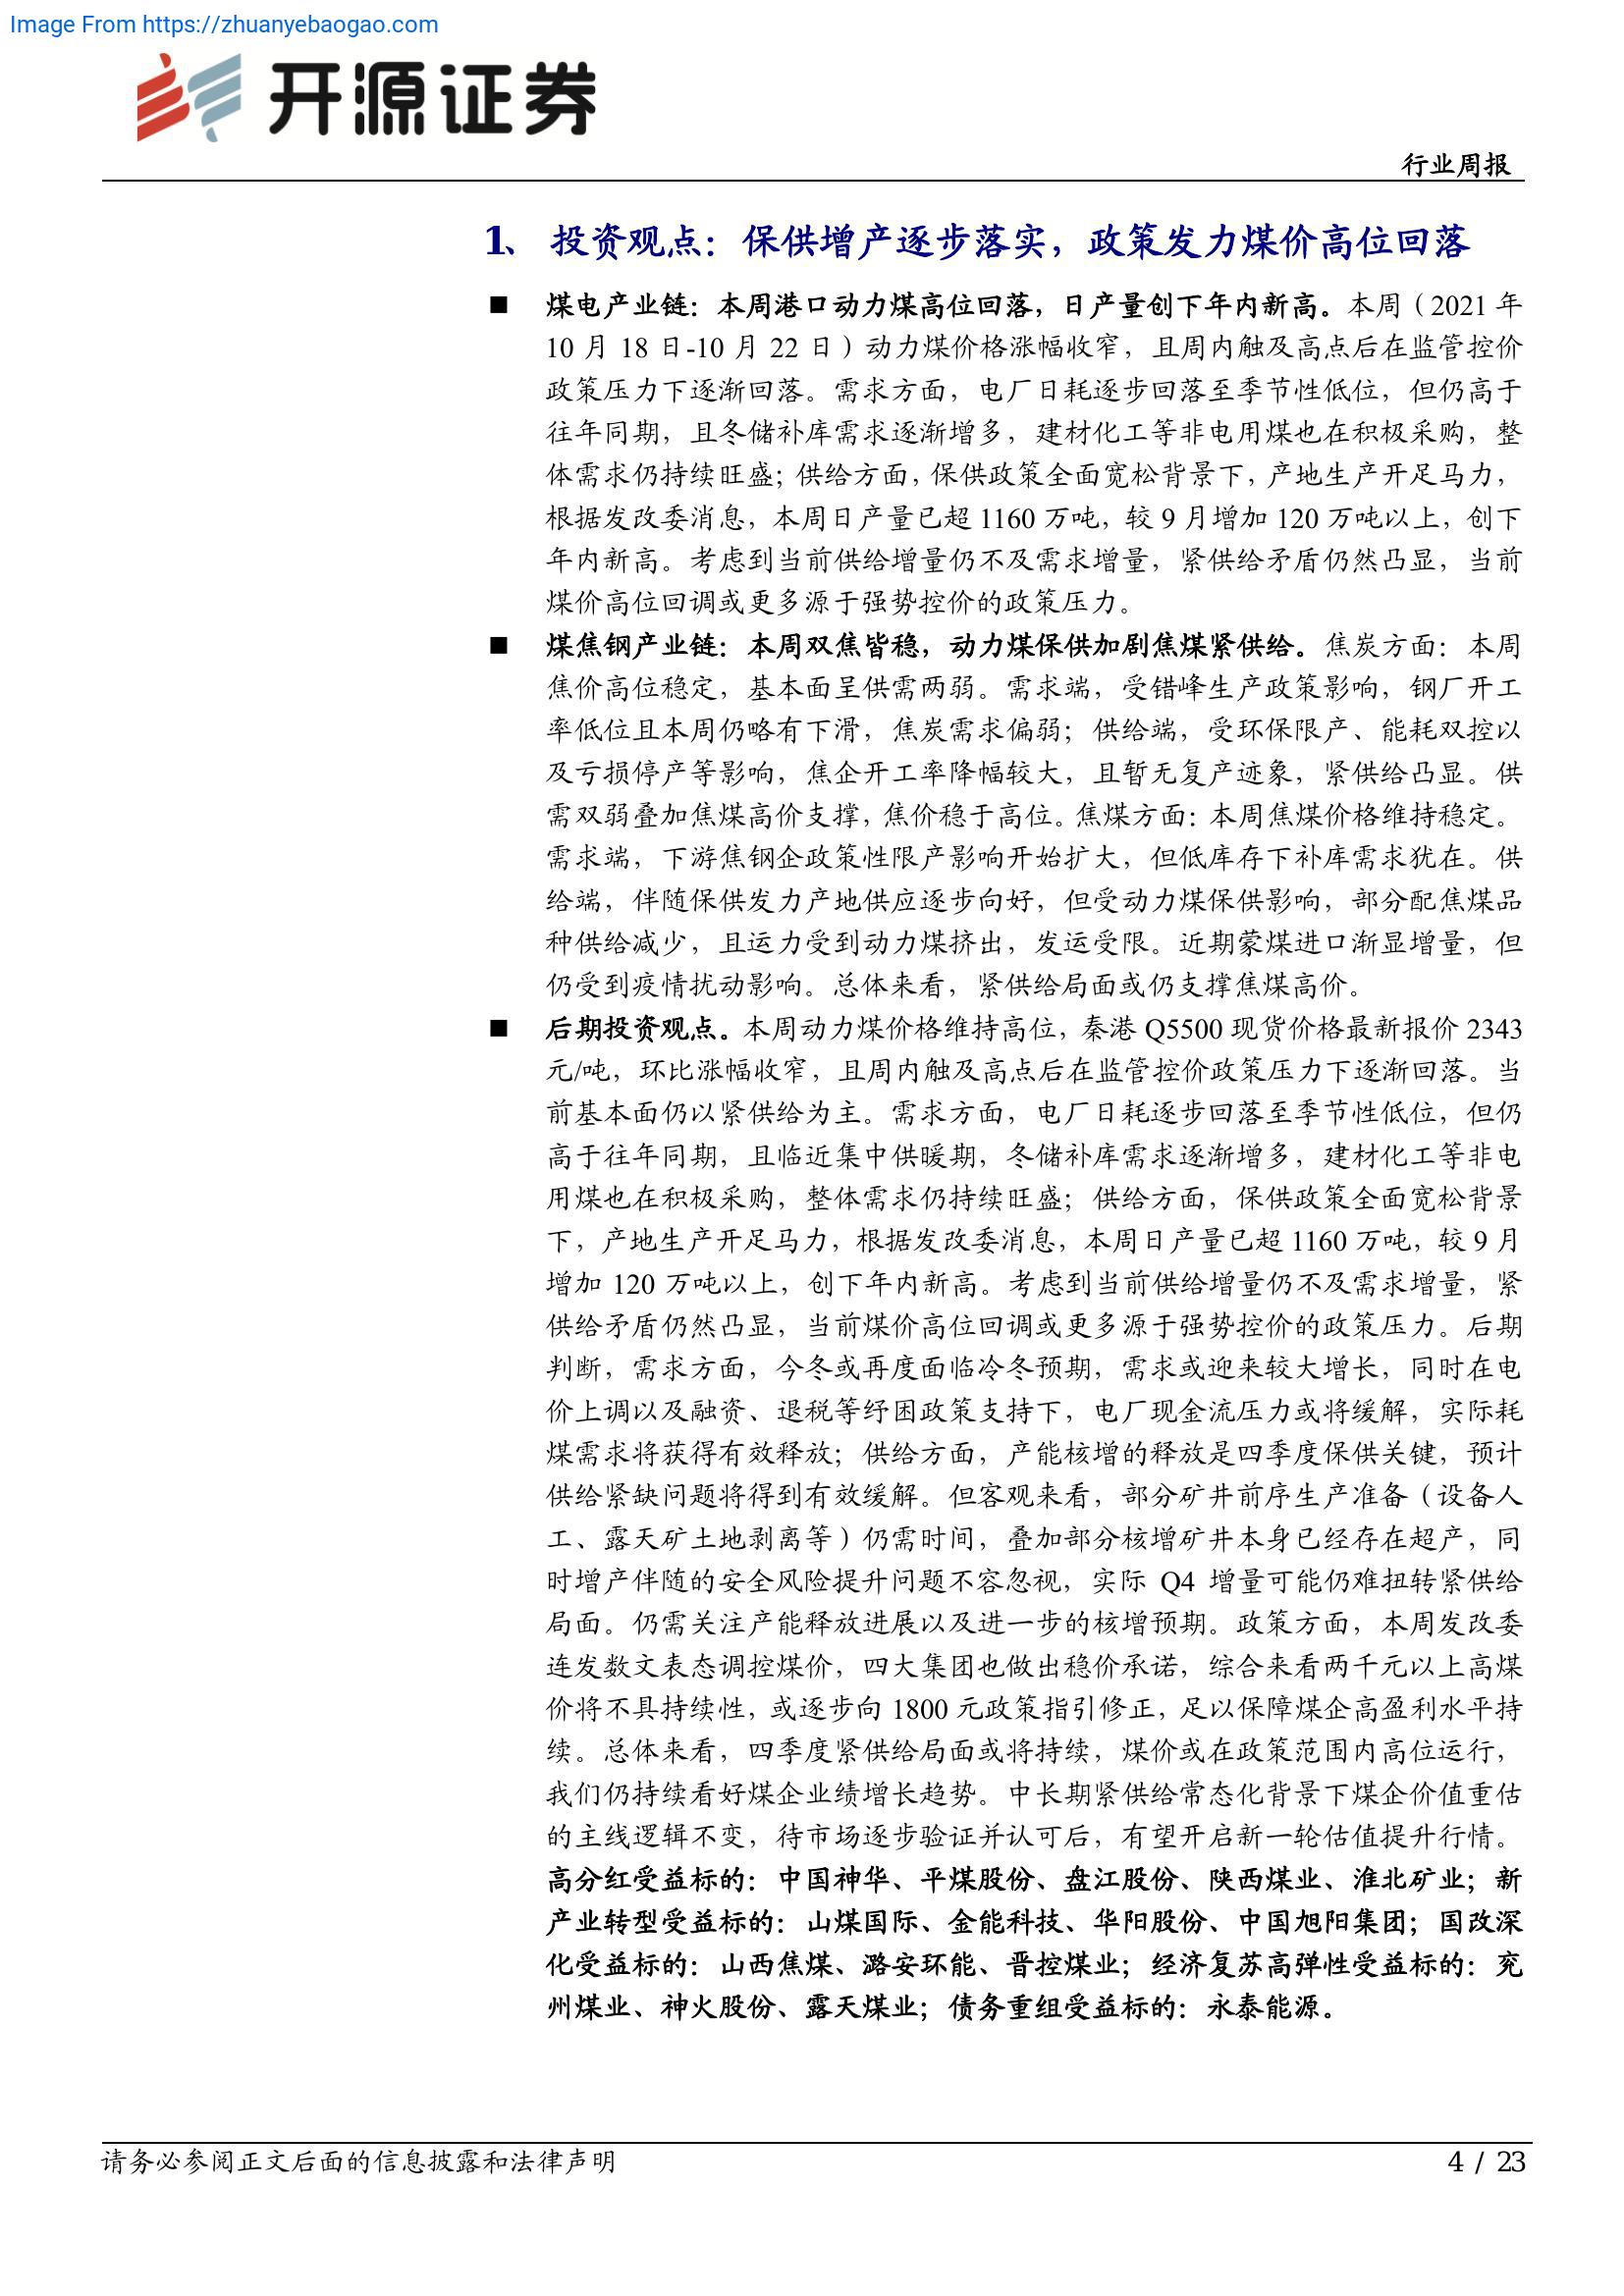 Image From https://zhuanyebaogao.com
开源证券
行业周报
1、 投资观点：保供增产逐步落实，政策发力煤价高位回落
■ 煤电产业链：本周港口动力煤高位回落，日产量创下年内新高。本周（2021 年
10 月 18 日-10 月 22 日）动力煤价格涨幅收窄，且周内触及高点后在监管控价
政策压力下逐渐回落。需求方面，电厂日耗逐步回落至季节性低位，但仍高于
往年同期，且冬储补库需求逐渐增多，建材化工等非电用煤也在积极采购，整
体需求仍持续旺盛；供给方面，保供政策全面宽松背景下，产地生产开足马力，
根据发改委消息，本周日产量已超 1160 万吨，较 9 月增加 120 万吨以上，创下
年内新高。考虑到当前供给增量仍不及需求增量，紧供给矛盾仍然凸显，当前
煤价高位回调或更多源于强势控价的政策压力。
■ 煤焦钢产业链：本周双焦皆稳，动力煤保供加剧焦煤紧供给。焦炭方面：本周
焦价高位稳定，基本面呈供需两弱。需求端，受错峰生产政策影响，钢厂开工
率低位且本周仍略有下滑，焦炭需求偏弱；供给端，受环保限产、能耗双控以
及亏损停产等影响，焦企开工率降幅较大，且暂无复产迹象，紧供给凸显。供
需双弱叠加焦煤高价支撑，焦价稳于高位。焦煤方面：本周焦煤价格维持稳定。
需求端，下游焦钢企政策性限产影响开始扩大，但低库存下补库需求犹在。供
给端，伴随保供发力产地供应逐步向好，但受动力煤保供影响，部分配焦煤品
种供给减少，且运力受到动力煤挤出，发运受限。近期蒙煤进口渐显增量，但
仍受到疫情扰动影响。总体来看，紧供给局面或仍支撑焦煤高价。
■ 后期投资观点。本周动力煤价格维持高位，秦港 Q5500 现货价格最新报价 2343
元/吨，环比涨幅收窄，且周内触及高点后在监管控价政策压力下逐渐回落。当
前基本面仍以紧供给为主。需求方面，电厂日耗逐步回落至季节性低位，但仍
高于往年同期，且临近集中供暖期，冬储补库需求逐渐增多，建材化工等非电
用煤也在积极采购，整体需求仍持续旺盛；供给方面，保供政策全面宽松背景
下，产地生产开足马力，根据发改委消息，本周日产量已超 1160 万吨，较 9 月
增加 120 万吨以上，创下年内新高。考虑到当前供给增量仍不及需求增量，紧
供给矛盾仍然凸显，当前煤价高位回调或更多源于强势控价的政策压力。后期
判断，需求方面，今冬或再度面临冷冬预期，需求或迎来较大增长，同时在电
价上调以及融资、退税等纾困政策支持下，电厂现金流压力或将缓解，实际耗
煤需求将获得有效释放；供给方面，产能核增的释放是四季度保供关键，预计
供给紧缺问题将得到有效缓解。但客观来看，部分矿井前序生产准备（设备人
工、露天矿土地剥离等）仍需时间，叠加部分核增矿井本身已经存在超产，同
时增产伴随的安全风险提升问题不容忽视，实际 Q4 增量可能仍难扭转紧供给
局面。仍需关注产能释放进展以及进一步的核增预期。政策方面，本周发改委
连发数文表态调控煤价，四大集团也做出稳价承诺，综合来看两千元以上高煤
价将不具持续性，或逐步向 1800 元政策指引修正，足以保障煤企高盈利水平持
续。总体来看，四季度紧供给局面或将持续，煤价或在政策范围内高位运行，
我们仍持续看好煤企业绩增长趋势。中长期紧供给常态化背景下煤企价值重估
的主线逻辑不变，待市场逐步验证并认可后，有望开启新一轮估值提升行情。
高分红受益标的：中国神华、平煤股份、盘江股份、陕西煤业、淮北矿业；新
产业转型受益标的：山煤国际、金能科技、华阳股份、中国旭阳集团；国改深
化受益标的：山西焦煤、潞安环能、晋控煤业；经济复苏高弹性受益标的：兖
州煤业、神火股份、露天煤业；债务重组受益标的：永泰能源。
请务必参阅正文后面的信息披露和法律声明
4 / 23